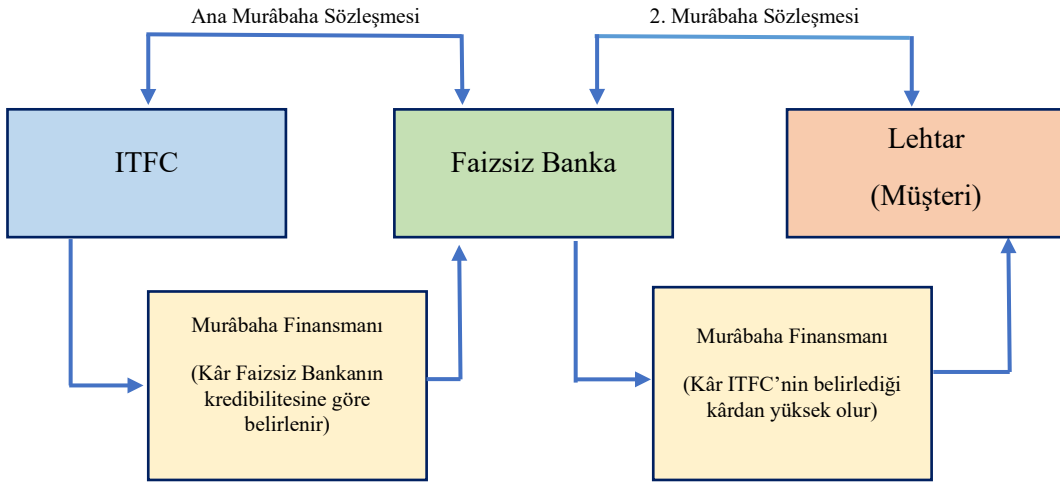 Ana Murâbaha Sözleşmesi
2. Murâbaha Sözleşmesi
ITFC
Faizsiz Banka
Lehtar
(Müşteri)
Murâbaha Finansmanı
(Kâr Faizsiz Bankanın
kredibilitesine göre
belirlenir)
Murâbaha Finansmanı
(Kâr ITFC’nin belirlediği
kârdan yüksek olur)